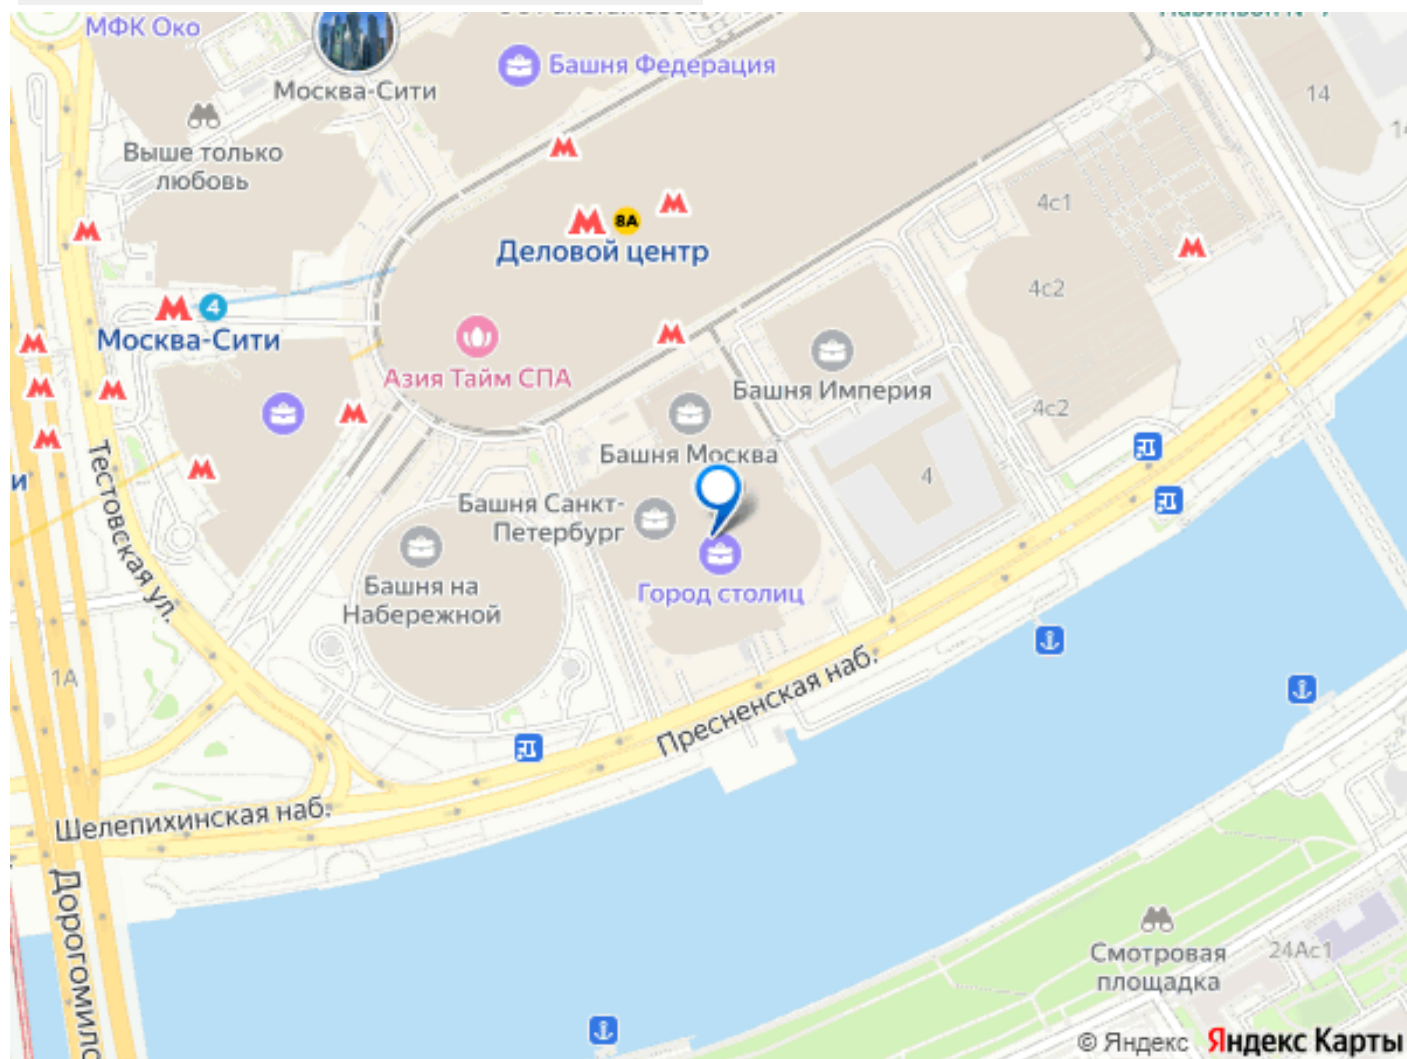 МФК Око
Башня Федерация
Москва-Сити
14
Выше только
любовь
4с1
8А
Деловой центр
4с2
4
Москва-Сити
Азия Тайм СПА
Башня Империя
4с2
Башня Москва
4
Башня Санкт-
Петербург
и
Тестовская ул.
Башня на
Набережной
Город столиц
1А
Пресненская наб.
Шелепихинская наб.
Смотровая
площадка
24Ас1
© Яндекс Яндекс Карты